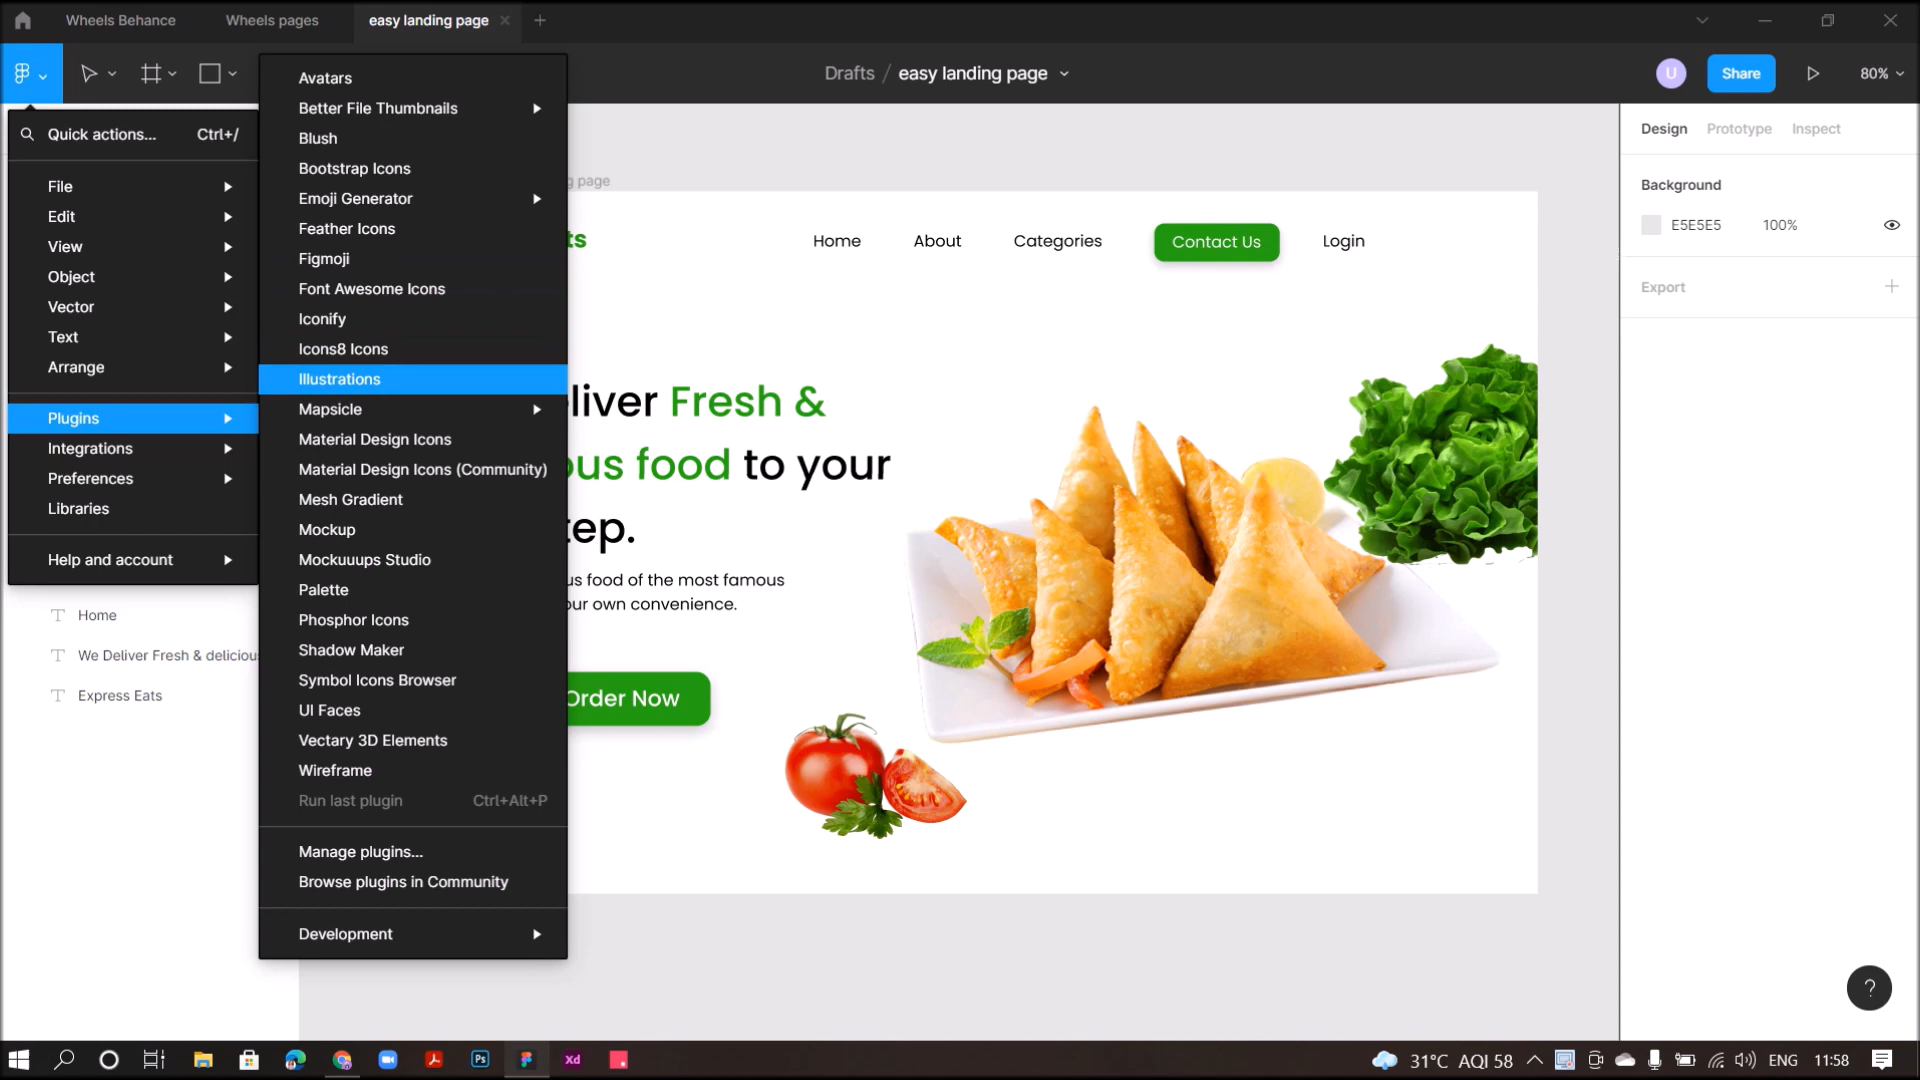 Wheels Behance
Wheels pages
easy landing page
Drafts / easy landing page
U
Share
80%
Quick actions... Ctrl+/
File
Edit
View
Object
Vector
Text
Arrange
Plugins
Integrations
Preferences
Libraries
Help and account
Home
We Deliver Fresh & deliciou
Express Eats
Avatars
Better File Thumbnails
Blush
Bootstrap Icons
Emoji Generator
Feather Icons
Figmoji
Font Awesome Icons
Iconify
Icons8 Icons
Illustrations
Mapsicle
Material Design Icons
Material Design Icons (Community)
Mesh Gradient
Mockup
Mockuuups Studio
Palette
Phosphor Icons
Shadow Maker
Symbol Icons Browser
UI Faces
Vectary 3D Elements
Wireframe
Run last plugin Ctrl+Alt+P
Manage plugins...
Browse plugins in Community
Development
g page
ts
Home
About
Categories
Contact Us
Login
liver Fresh &
ous food to your
tep.
us food of the most famous
our own convenience.
Order Now
Design
Prototype
Inspect
Background
E5E5E5 100%
Export
?
Ps
Xd
31°C AQI 58
ENG
11:58